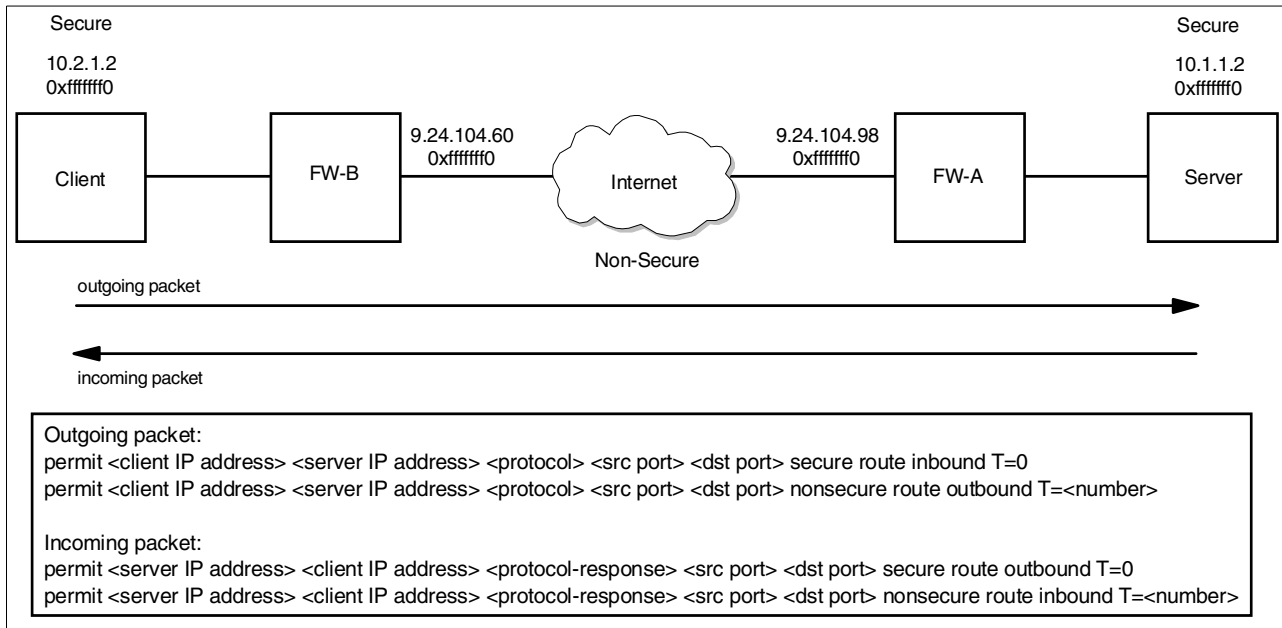 Secure
Secure
10.2.1.2
0xfffffff0
10.1.1.2
0xfffffff0
9.24.104.60
0xfffffff0
9.24.104.98
0xfffffff0
Client
FW-B
Internet
FW-A
Server
Non-Secure
outgoing packet
incoming packet
Outgoing packet:
permit <client IP address> <server IP address> <protocol> <src port> <dst port> secure route inbound T=0
permit <client IP address> <server IP address> <protocol> <src port> <dst port> nonsecure route outbound T=<number>
Incoming packet:
permit <server IP address> <client IP address> <protocol-response> <src port> <dst port> secure route outbound T=0
permit <server IP address> <client IP address> <protocol-response> <src port> <dst port> nonsecure route inbound T=<number>